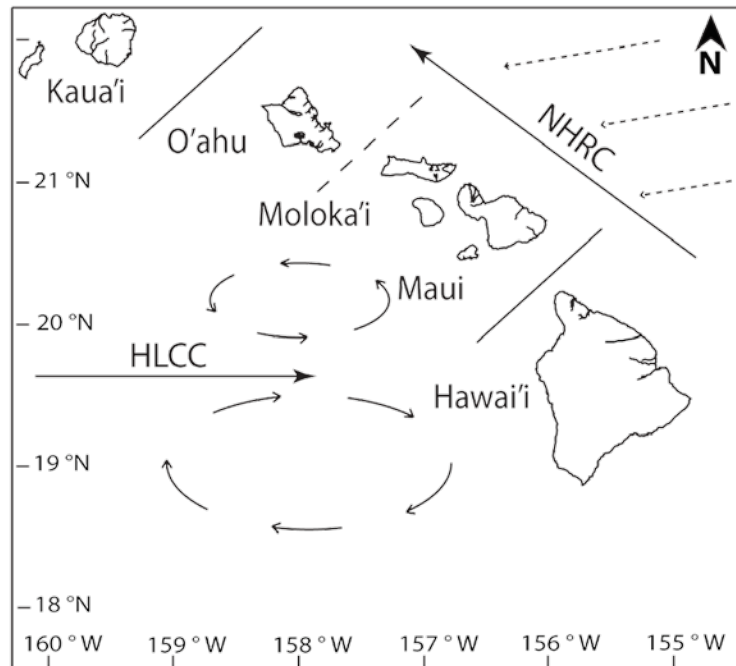 N
Kaua'i
NHRC
O'ahu
21 °N
Moloka'i
Maui
20 °N
HLCC
Hawai'i
19 °N
18 °N
160 °W 159 °W 158 °W 157 °W 156 °W 155 °W